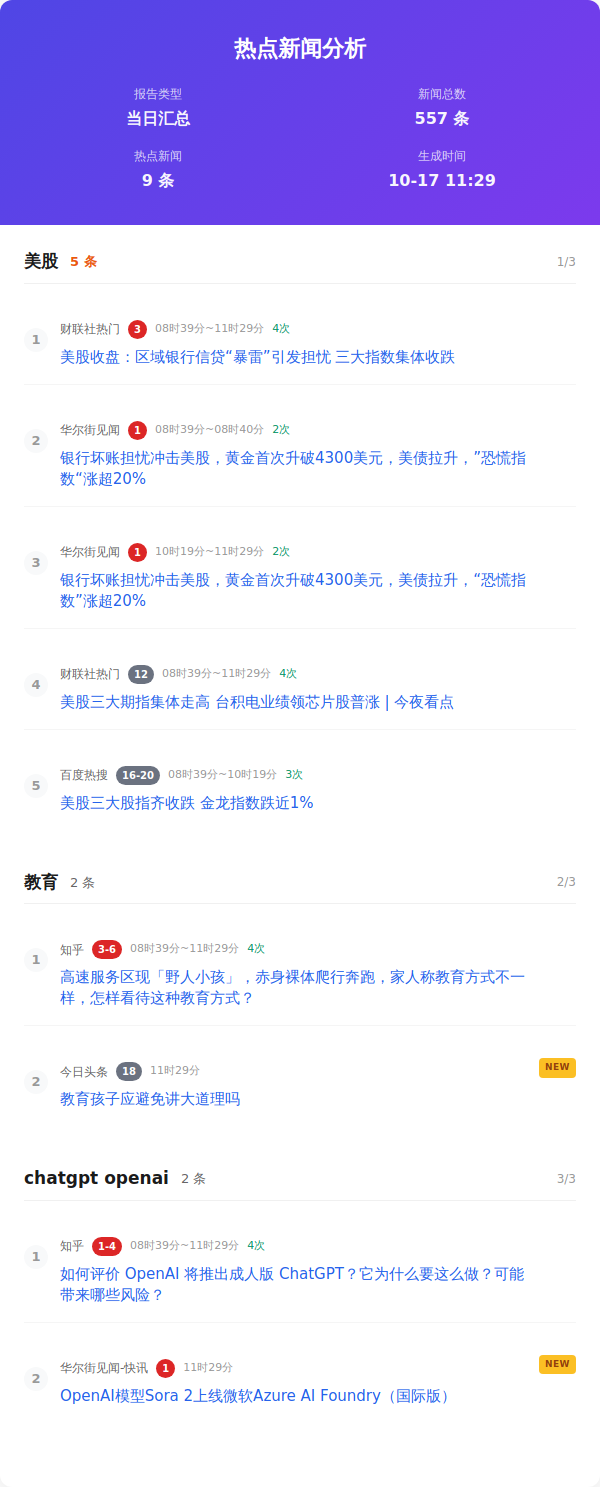 热点新闻分析
报告类型
新闻总数
当日汇总
557 条
热点新闻
生成时间
9 条
10-17 11:29
美股 5 条 1/3
1 财联社热门 3 08时39分~11时29分 4次
美股收盘：区域银行信贷“暴雷”引发担忧 三大指数集体收跌
2 华尔街见闻 1 08时39分~08时40分 2次
银行坏账担忧冲击美股，黄金首次升破4300美元，美债拉升，”恐慌指
数“涨超20%
3 华尔街见闻 1 10时19分~11时29分 2次
银行坏账担忧冲击美股，黄金首次升破4300美元，美债拉升，“恐慌指
数”涨超20%
4 财联社热门 12 08时39分~11时29分 4次
美股三大期指集体走高 台积电业绩领芯片股普涨 | 今夜看点
5 百度热搜 16-20 08时39分~10时19分 3次
美股三大股指齐收跌 金龙指数跌近1%
教育 2 条 2/3
1 知乎 3-6 08时39分~11时29分 4次
高速服务区现「野人小孩」，赤身裸体爬行奔跑，家人称教育方式不一
样，怎样看待这种教育方式？
2 今日头条 18 11时29分 NEW
教育孩子应避免讲大道理吗
chatgpt openai 2 条 3/3
1 知乎 1-4 08时39分~11时29分 4次
如何评价 OpenAI 将推出成人版 ChatGPT？它为什么要这么做？可能
带来哪些风险？
2 华尔街见闻-快讯 1 11时29分 NEW
OpenAI模型Sora 2上线微软Azure AI Foundry（国际版）